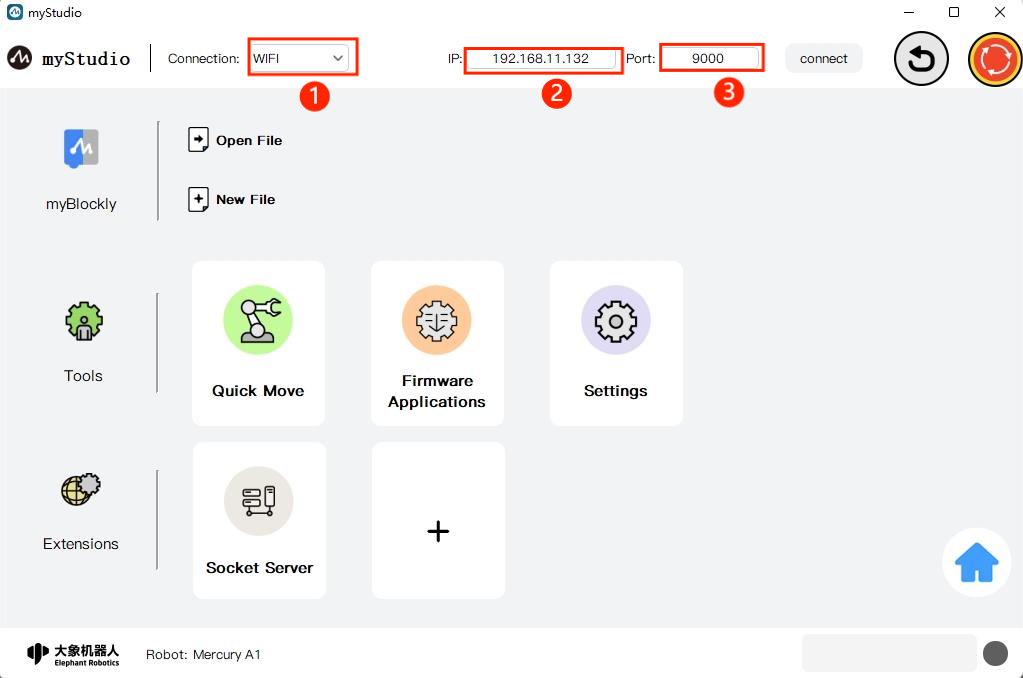 myStudio
myStudio
Connection: WIFI IP: 192.168.11.132 Port: 9000 connect
1 2 3
Open File
myBlockly
New File
Tools
Quick Move
Firmware
Applications
Settings
Extensions
Socket Server
大象机器人
Elephant Robotics
Robot: Mercury A1